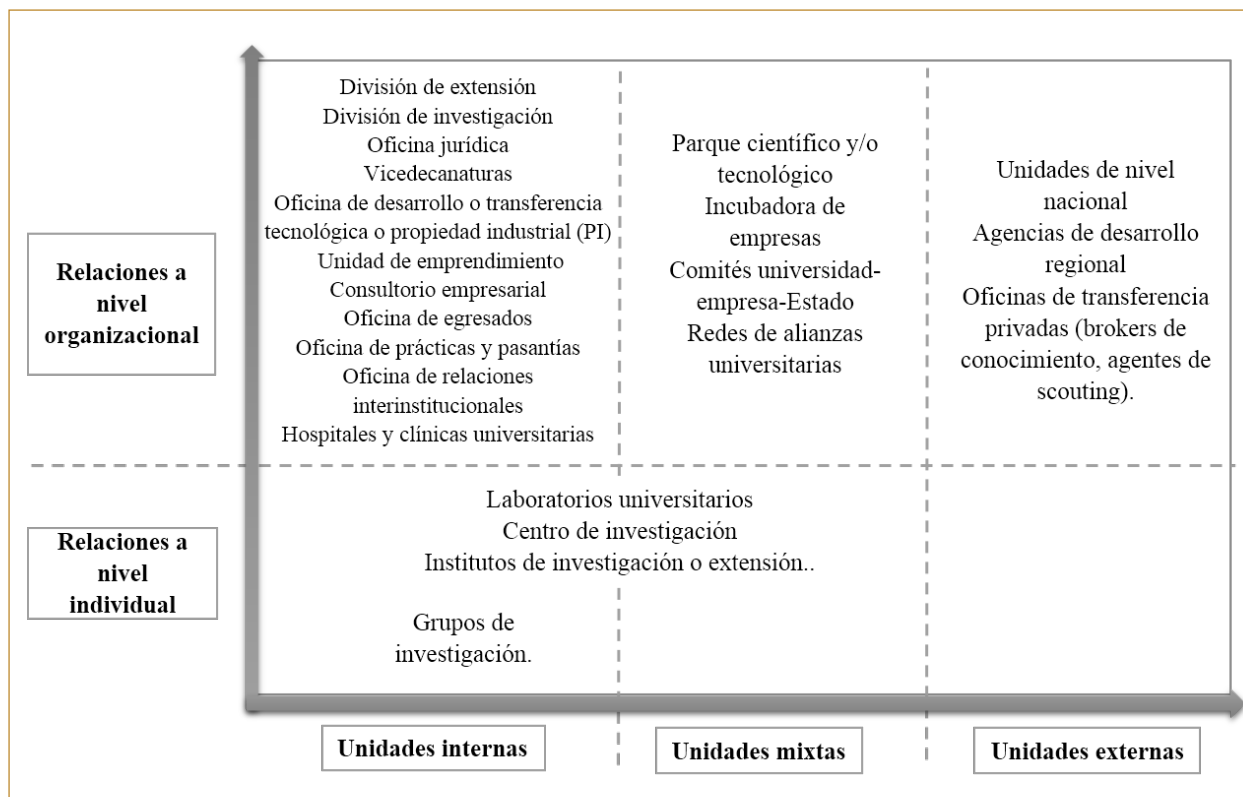 División de extensión
División de investigación
Oficina jurídica
Vicedecanaturas
Oficina de desarrollo o transferencia
tecnológica o propiedad industrial (PI)
Unidad de emprendimiento
Consultorio empresarial
Oficina de egresados
Oficina de prácticas y pasantías
Oficina de relaciones
interinstitucionales
Hospitales y clínicas universitarias
Parque científico y/o
tecnológico
Incubadora de
empresas
Comités universidad-
empresa-Estado
Redes de alianzas
universitarias
Unidades de nivel
nacional
Agencias de desarrollo
regional
Oficinas de transferencia
privadas (brokers de
conocimiento, agentes de
scouting).
Relaciones a
nivel
organizacional
Laboratorios universitarios
Centro de investigación
Institutos de investigación o extensión..
Grupos de
investigación.
Relaciones a
nivel
individual
Unidades internas
Unidades mixtas
Unidades externas